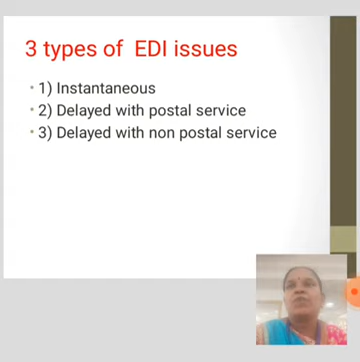 3 types of EDI issues
• 1) Instantaneous
• 2) Delayed with postal service
• 3) Delayed with non postal service